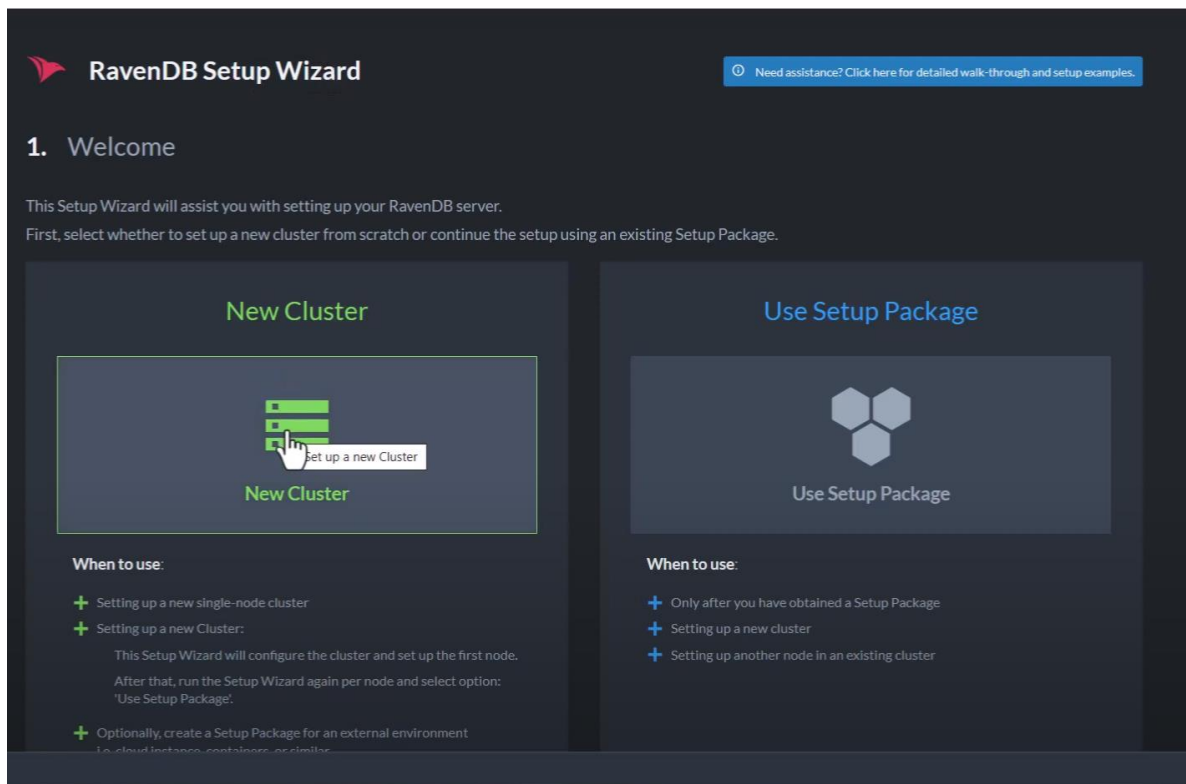 RavenDB Setup Wizard
Need assistance? Click here for detailed walk-through and setup examples.
1. Welcome
This Setup Wizard will assist you with setting up your RavenDB server.
First, select whether to set up a new cluster from scratch or continue the setup using an existing Setup Package.
New Cluster
Set up a new Cluster
New Cluster
When to use:
Setting up a new single-node cluster
Setting up a new Cluster:
This Setup Wizard will configure the cluster and set up the first node.
After that, run the Setup Wizard again per node and select option:
'Use Setup Package'.
Optionally, create a Setup Package for an external environment
i.e. cloud instance, containers, or similar
Use Setup Package
Use Setup Package
When to use:
Only after you have obtained a Setup Package
Setting up a new cluster
Setting up another node in an existing cluster